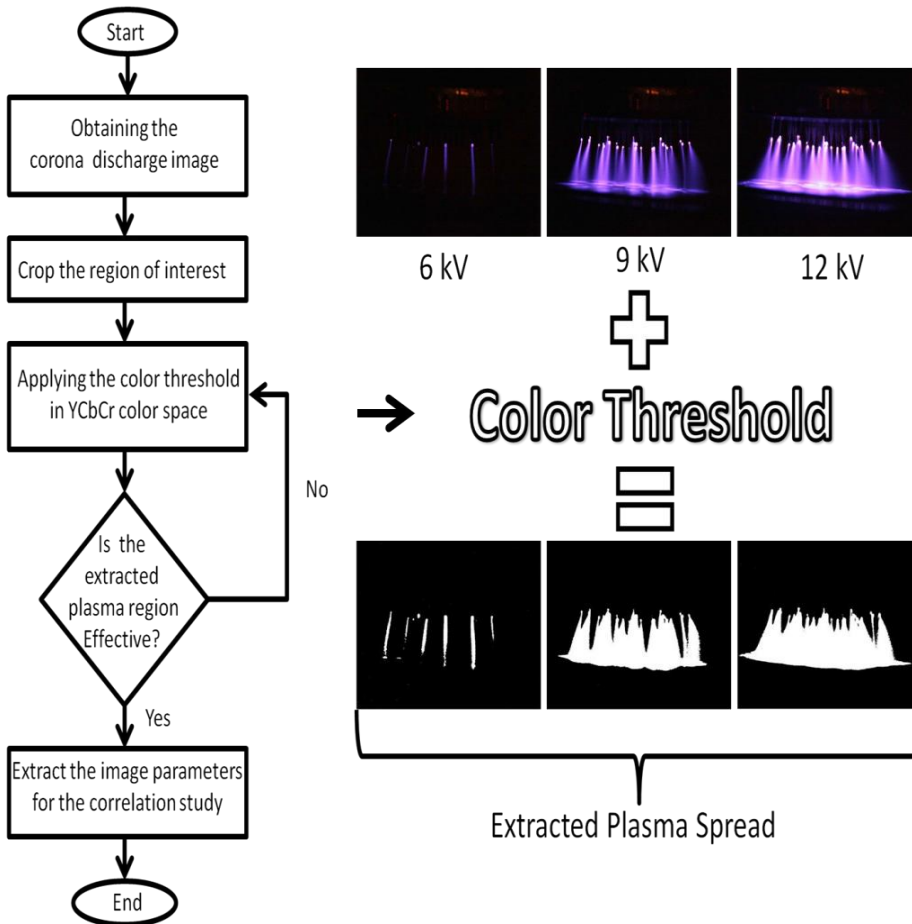 Start
Obtaining the
corona discharge image
Crop the region of interest
Applying the color threshold
in YCbCr color space
No
Is the
extracted
plasma region
Effective?
Yes
Extract the image parameters
for the correlation study
End
6 kV
9 kV
12 kV
Color Threshold
Extracted Plasma Spread